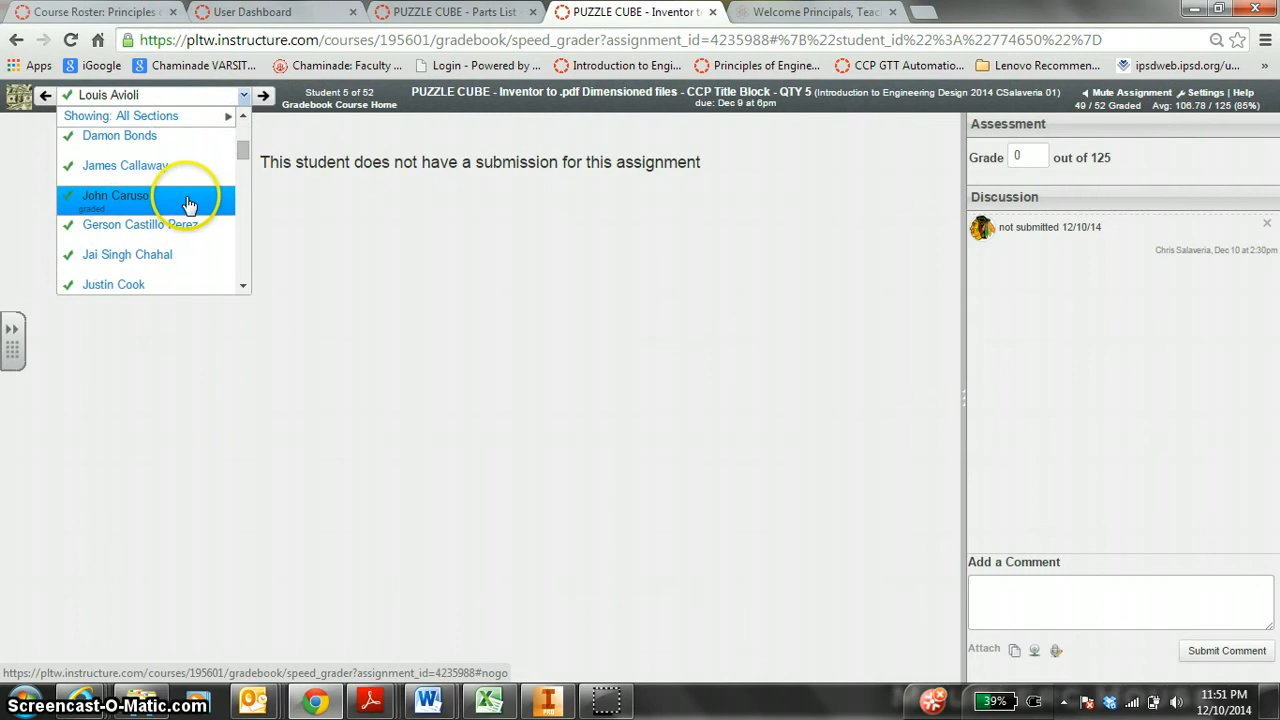 Course Roster: Principles o
User Dashboard
PUZZLE CUBE - Parts List
PUZZLE CUBE - Inventor to
Welcome Principals, Teac
https://pltw.instructure.com/courses/195601/gradebook/speed_grader?assignment_id=4235988#%7B%22student_id%22%3A%22774650%22%7D
Apps
iGoogle
Chaminade VARSIT...
Chaminade: Faculty ...
Login - Powered by ...
Introduction to Engi...
Principles of Engine...
CCP GTT Automatio...
Lenovo Recommen...
ipsdweb.ipsd.org/u...
»
Louis Avioli
Student 5 of 52
Gradebook Course Home
PUZZLE CUBE - Inventor to .pdf Dimensioned files - CCP Title Block - QTY 5 (Introduction to Engineering Design 2014 CSalaveria 01)
due: Dec 9 at 6pm
Mute Assignment Settings | Help
49 / 52 Graded Avg: 106.78 / 125 (85%)
Showing: All Sections
Damon Bonds
James Callaway
John Caruso
graded
Gerson Castillo Perez
Jai Singh Chahal
Justin Cook
This student does not have a submission for this assignment
Assessment
Grade 0 out of 125
Discussion
not submitted 12/10/14
Chris Salaveria, Dec 10 at 2:30pm
Add a Comment
Attach
Submit Comment
https://pltw.instructure.com/courses/195601/gradebook/speed_grader?assignment_id=4235988#nogo
Screencast-O-Matic.com
39%
11:51 PM
12/10/2014